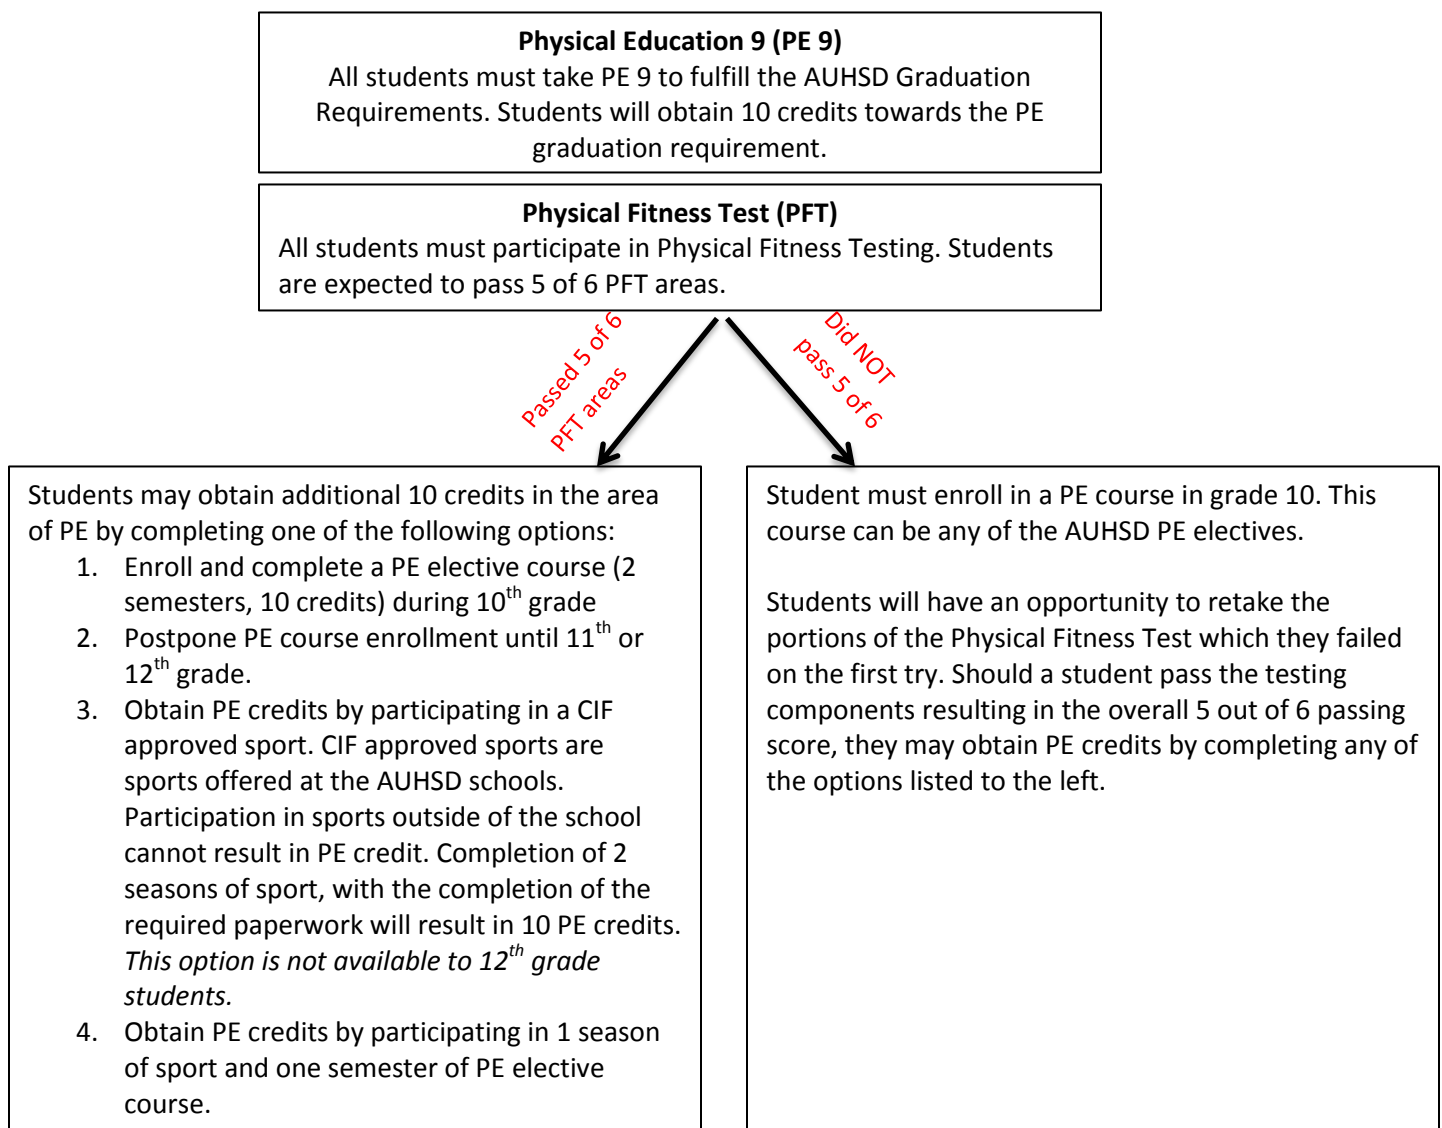 Physical Education 9 (PE 9)
All students must take PE 9 to fulfill the AUHSD Graduation
Requirements. Students will obtain 10 credits towards the PE
graduation requirement.
Physical Fitness Test (PFT)
All students must participate in Physical Fitness Testing. Students
are expected to pass 5 of 6 PFT areas.
Passed 5 of 6
PFT areas
Did NOT
pass 5 of 6
Students may obtain additional 10 credits in the area
of PE by completing one of the following options:
1. Enroll and complete a PE elective course (2
semesters, 10 credits) during 10th grade
2. Postpone PE course enrollment until 11th or
12th grade.
3. Obtain PE credits by participating in a CIF
approved sport. CIF approved sports are
sports offered at the AUHSD schools.
Participation in sports outside of the school
cannot result in PE credit. Completion of 2
seasons of sport, with the completion of the
required paperwork will result in 10 PE credits.
This option is not available to 12th grade
students.
4. Obtain PE credits by participating in 1 season
of sport and one semester of PE elective
course.
Student must enroll in a PE course in grade 10. This
course can be any of the AUHSD PE electives.
Students will have an opportunity to retake the
portions of the Physical Fitness Test which they failed
on the first try. Should a student pass the testing
components resulting in the overall 5 out of 6 passing
score, they may obtain PE credits by completing any of
the options listed to the left.